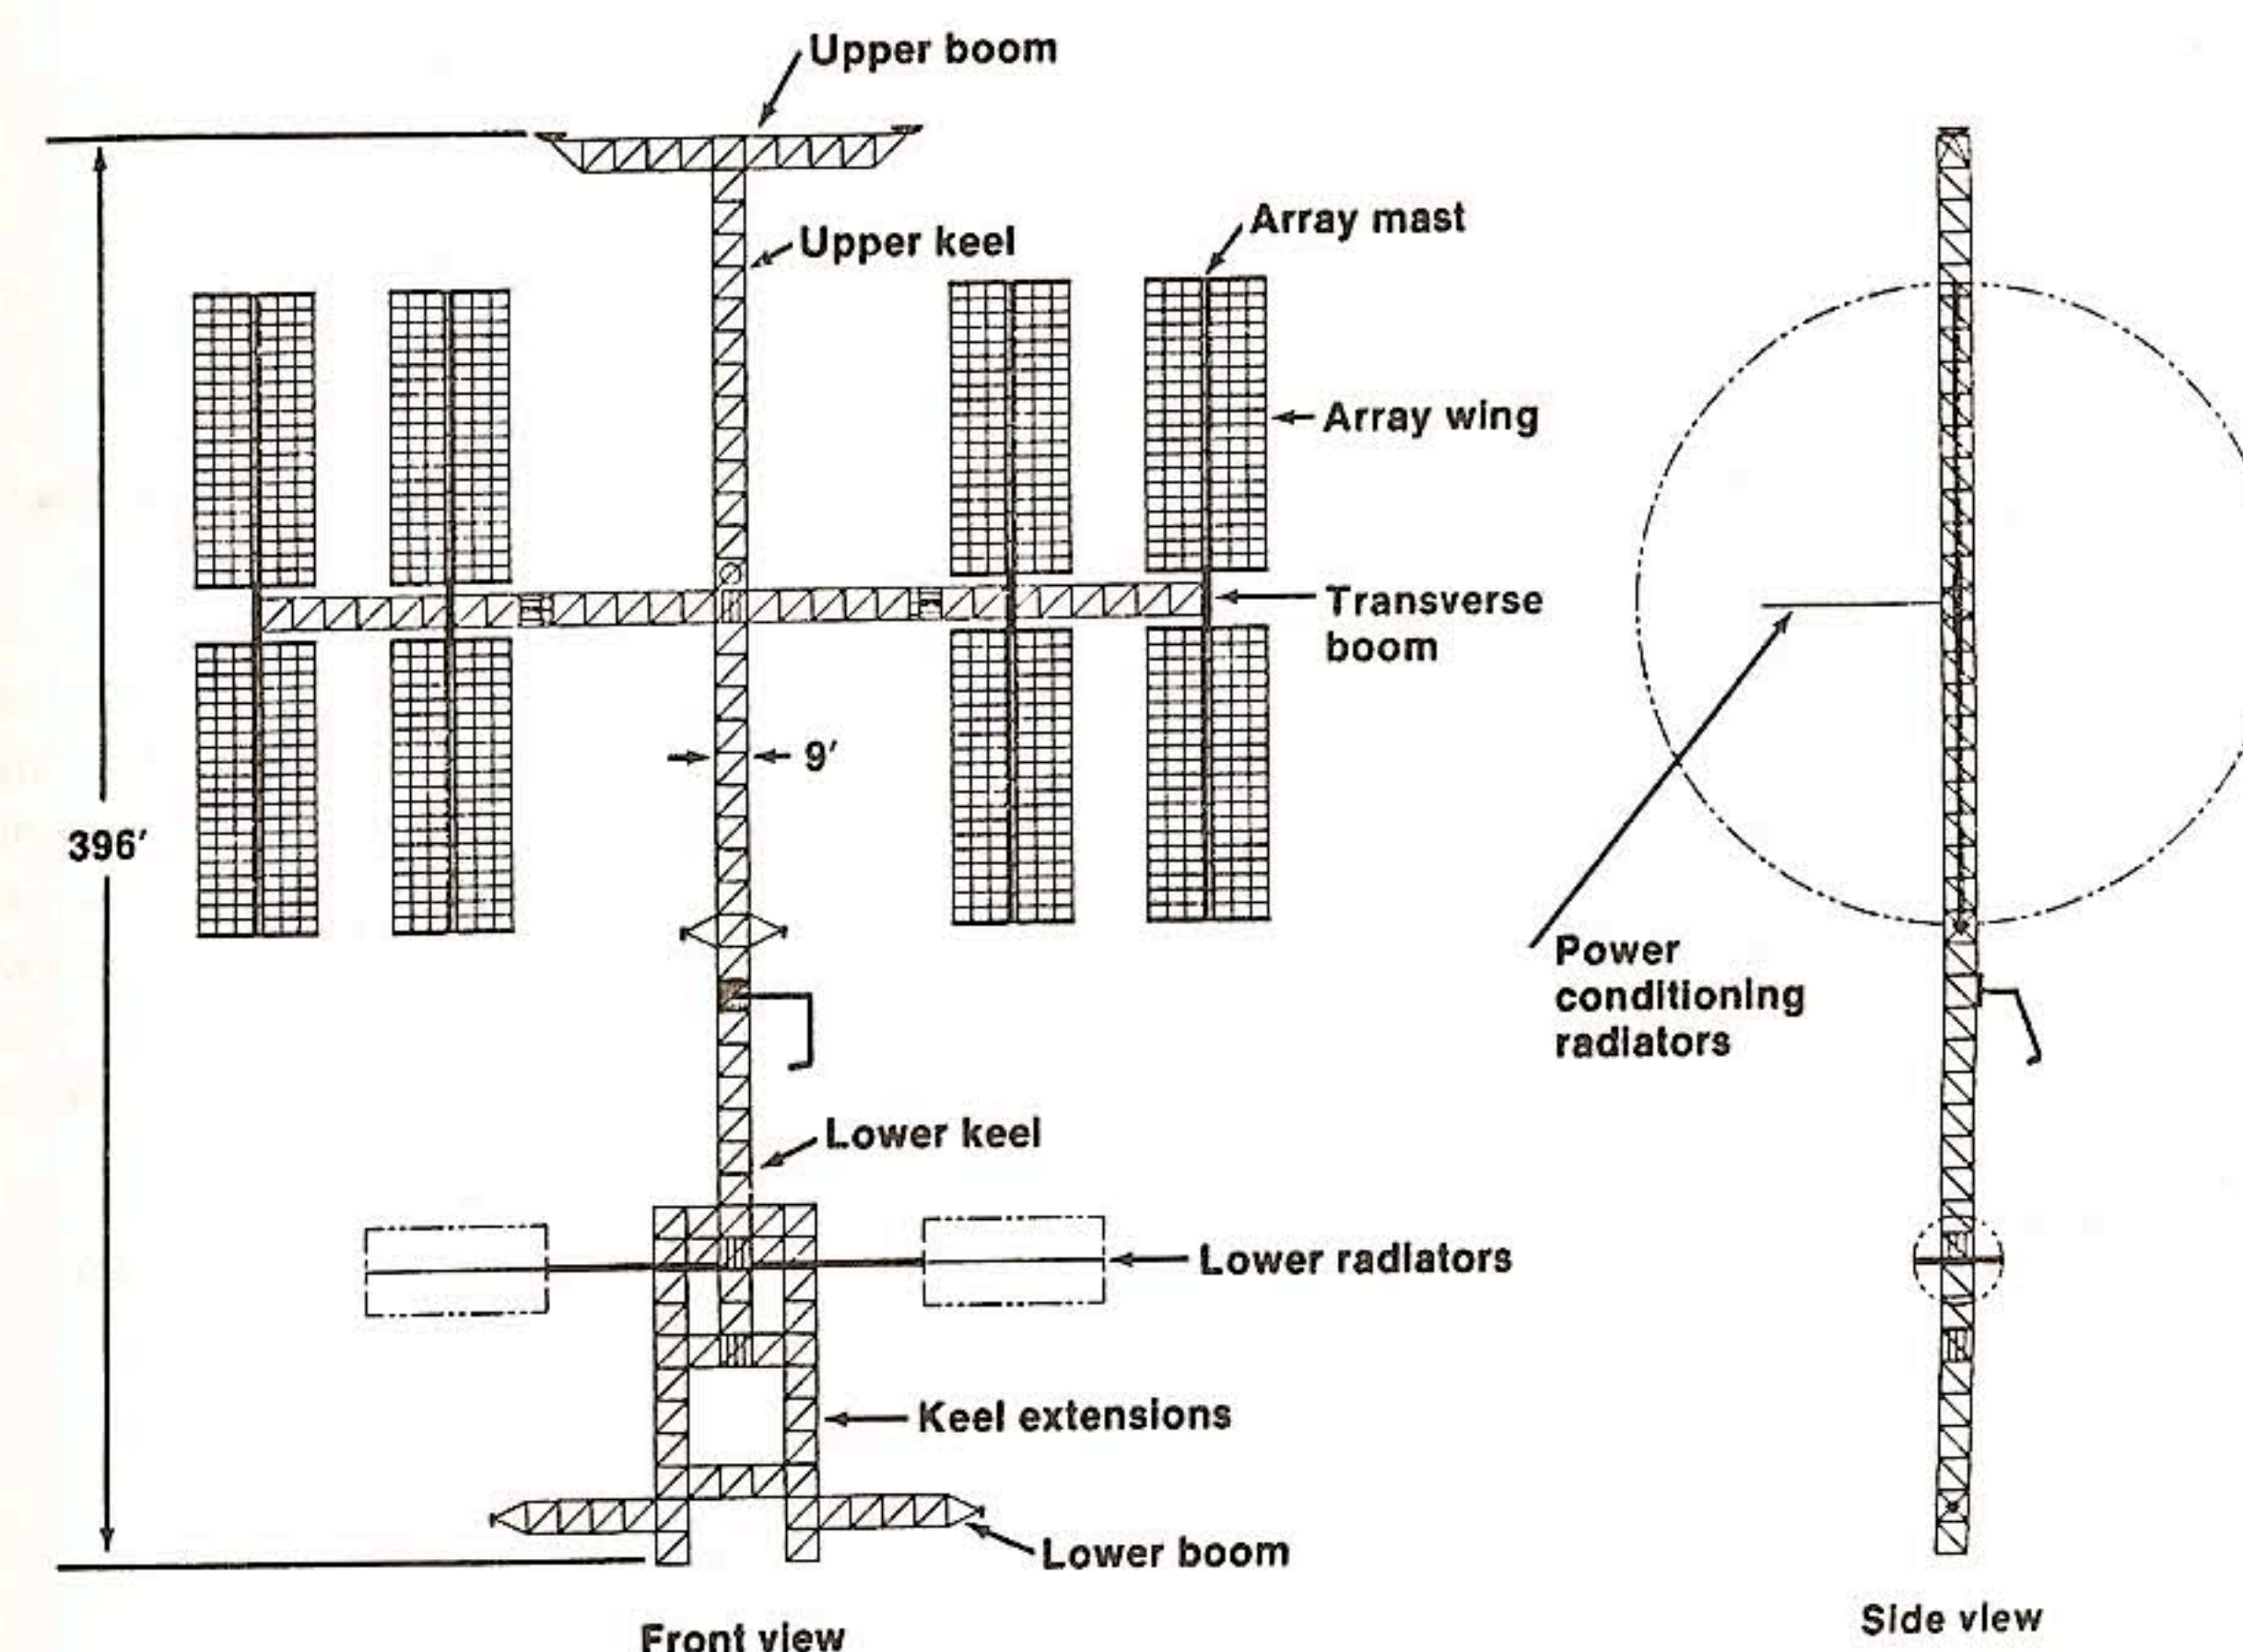 Upper boom
Upper keel
Array mast
Array wing
Transverse
boom
9′
396′
Power
conditioning
radiators
Lower keel
Lower radiators
Keel extensions
Lower boom
Front view
Side view